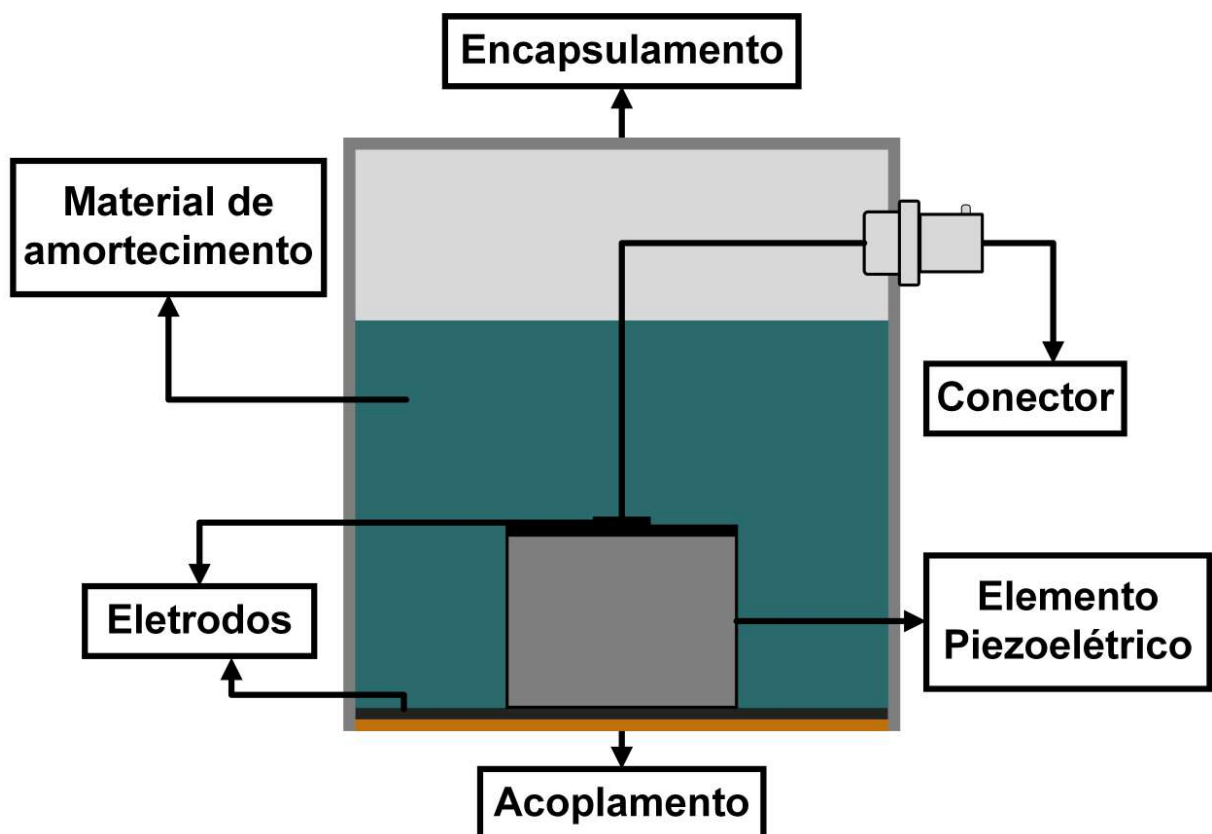 Encapsulamento
Material de
amortecimento
Conector
Eletrodos
Elemento
Piezoelétrico
Acoplamento